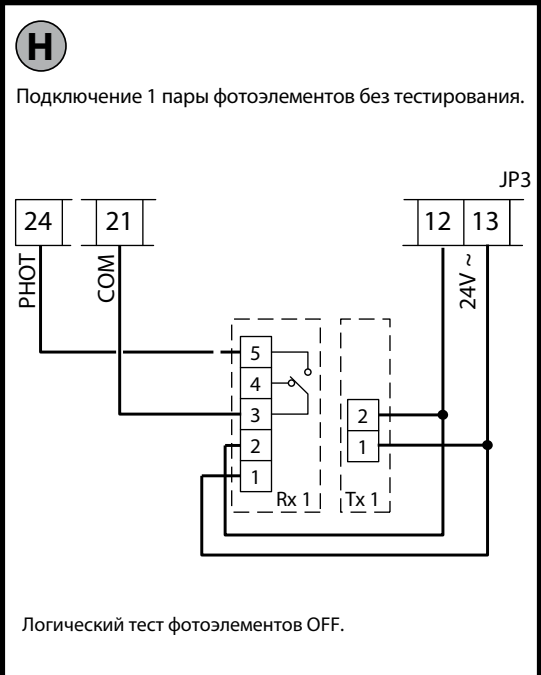 H
Подключение 1 пары фотоэлементов без тестирования.
JP3
24 21 12 13
PHOT COM 24V ~
5
4
3
2
1
Rx 1
2
1
Tx 1
Логический тест фотоэлементов OFF.